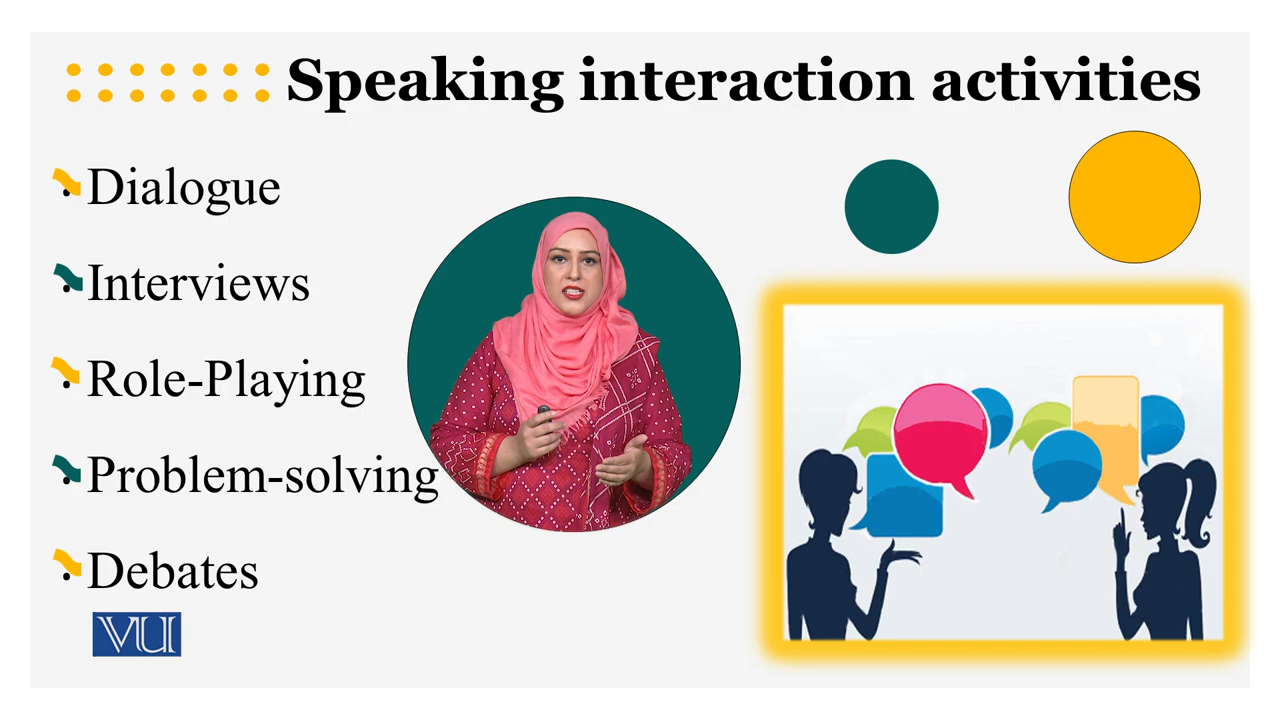 Speaking interaction activities
Dialogue
Interviews
Role-Playing
Problem-solving
Debates
VU